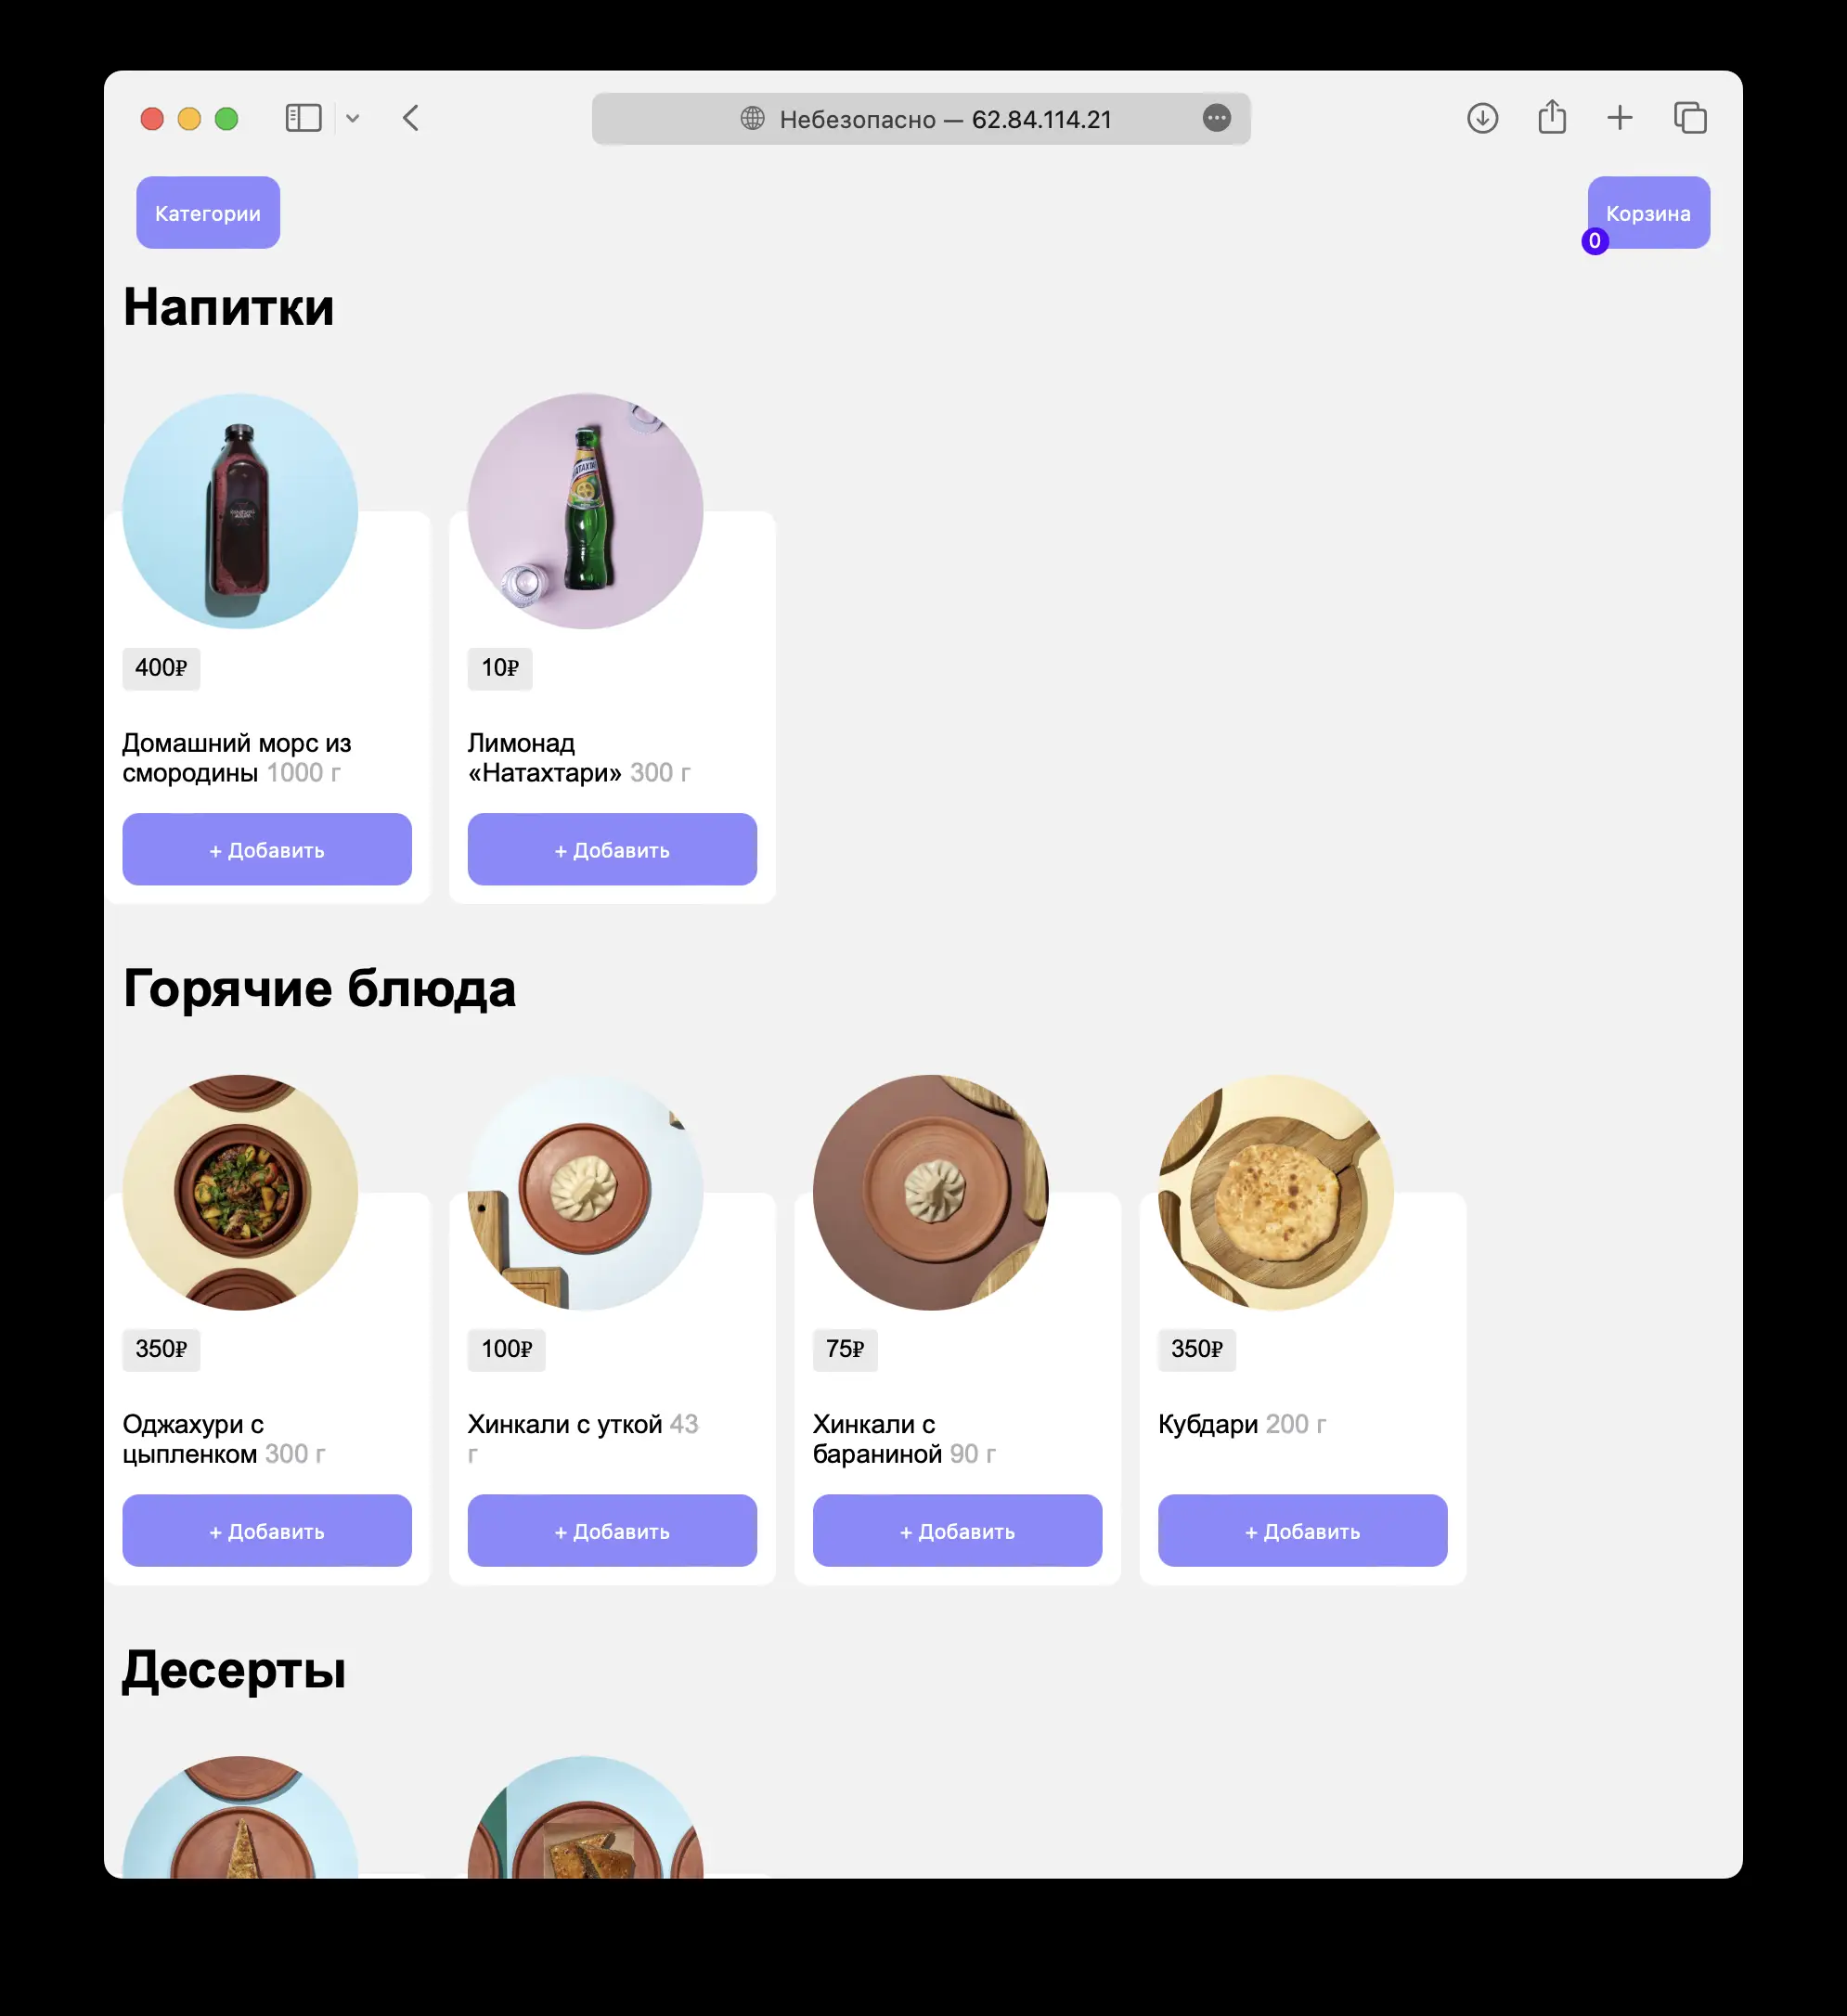 Небезопасно — 62.84.114.21
Категории
Корзина
0
Напитки
400₽
10₽
Домашний морс из
смородины 1000 г
Лимонад
«Натахтари» 300 г
+ Добавить
+ Добавить
Горячие блюда
350₽
100₽
75₽
350₽
Оджахури с
цыпленком 300 г
Хинкали с уткой 43
г
Хинкали с
бараниной 90 г
Кубдари 200 г
+ Добавить
+ Добавить
+ Добавить
+ Добавить
Десерты